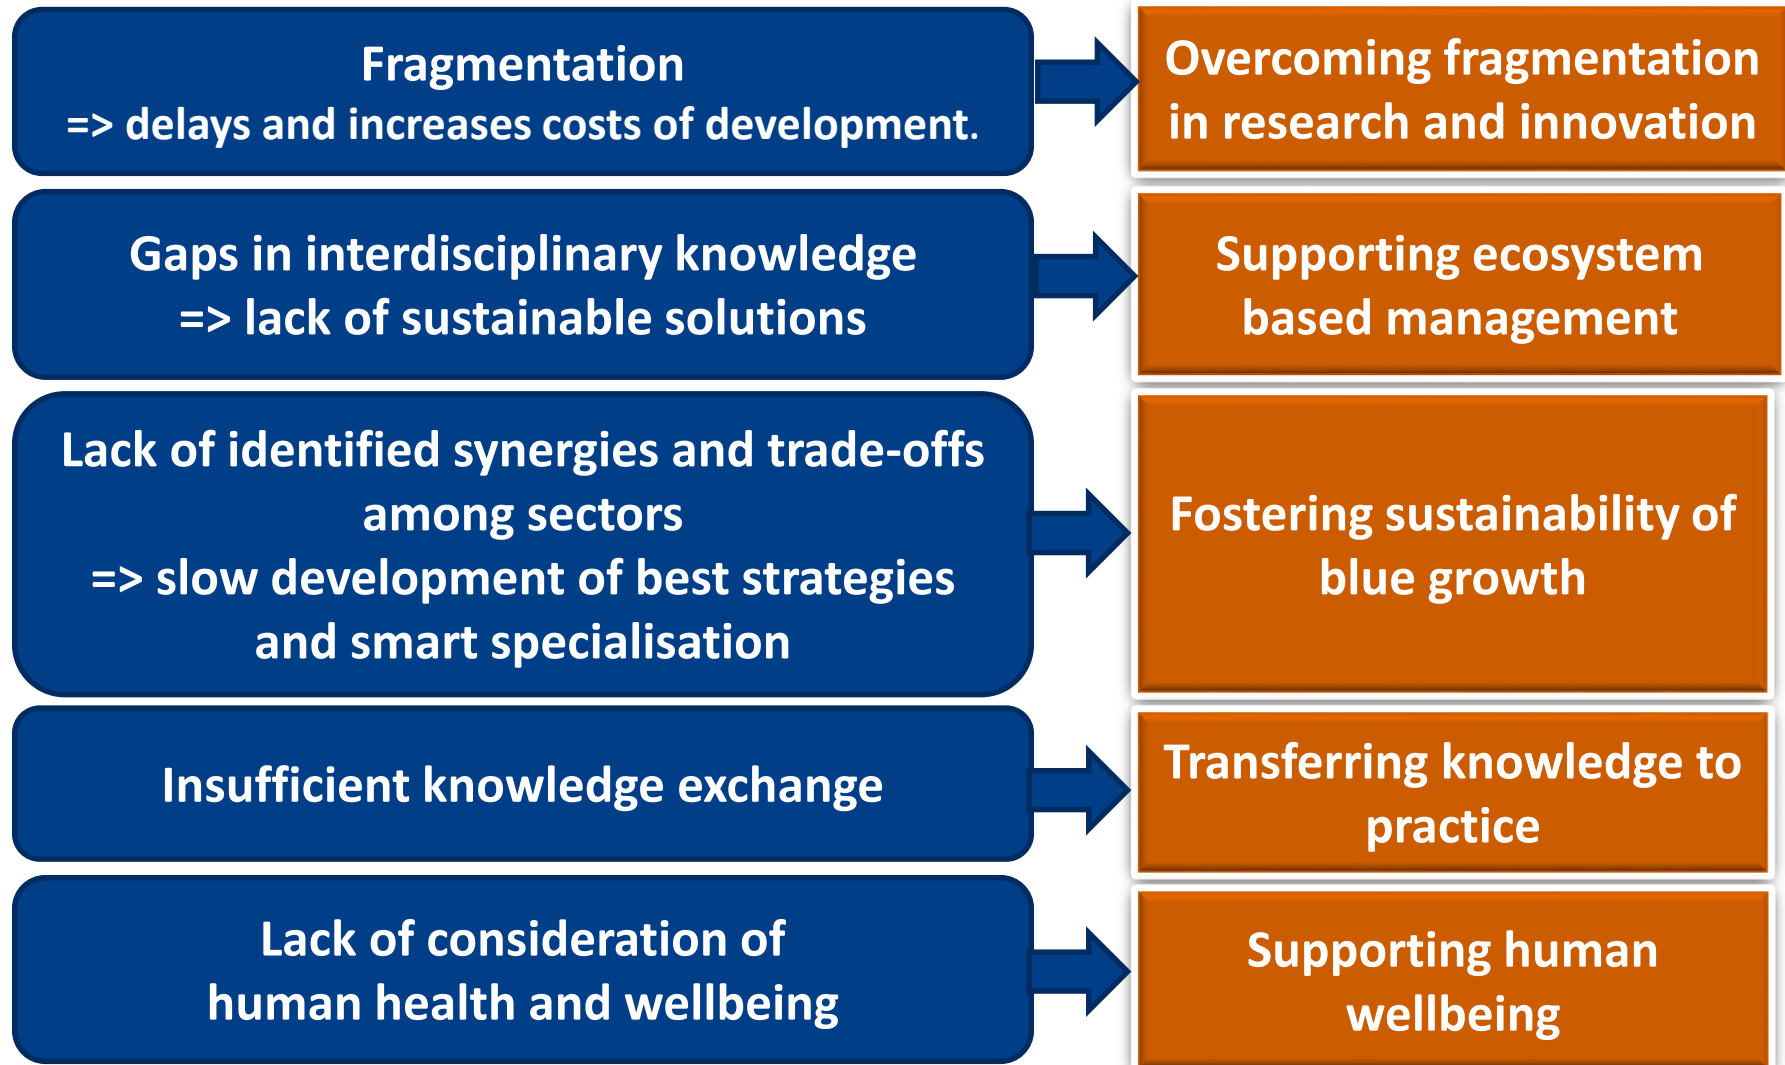 Fragmentation
=> delays and increases costs of development.
Overcoming fragmentation
in research and innovation
Gaps in interdisciplinary knowledge
=> lack of sustainable solutions
Supporting ecosystem
based management
Lack of identified synergies and trade-offs
among sectors
=> slow development of best strategies
and smart specialisation
Fostering sustainability of
blue growth
Insufficient knowledge exchange
Transferring knowledge to
practice
Lack of consideration of
human health and wellbeing
Supporting human
wellbeing